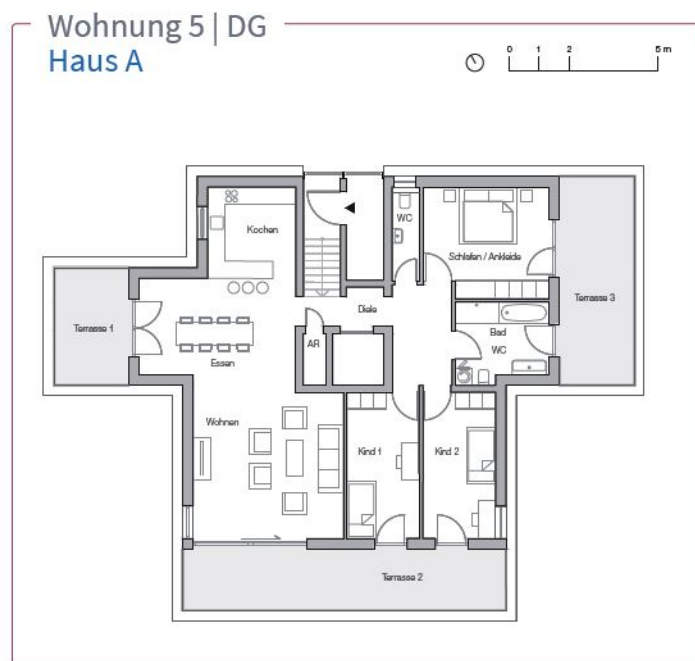 Wohnung 5 | DG
Haus A
0 1 2 5 m
Kochen
WC
Schlafen / Ankleide
Terrasse 1
Diele
Terrasse 3
Bad
WC
AR
Essen
Wohnen
Kind 1
Kind 2
Terrasse 2